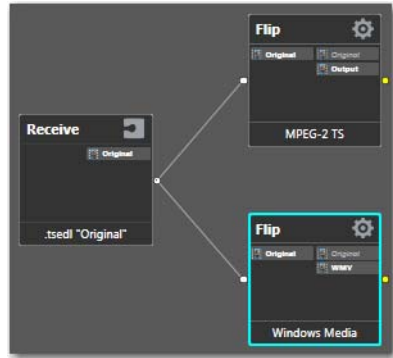 Flip
Original Original
Output
MPEG-2 TS
Receive
Original
.tsedl "Original"
Flip
Original Original
WMV
Windows Media